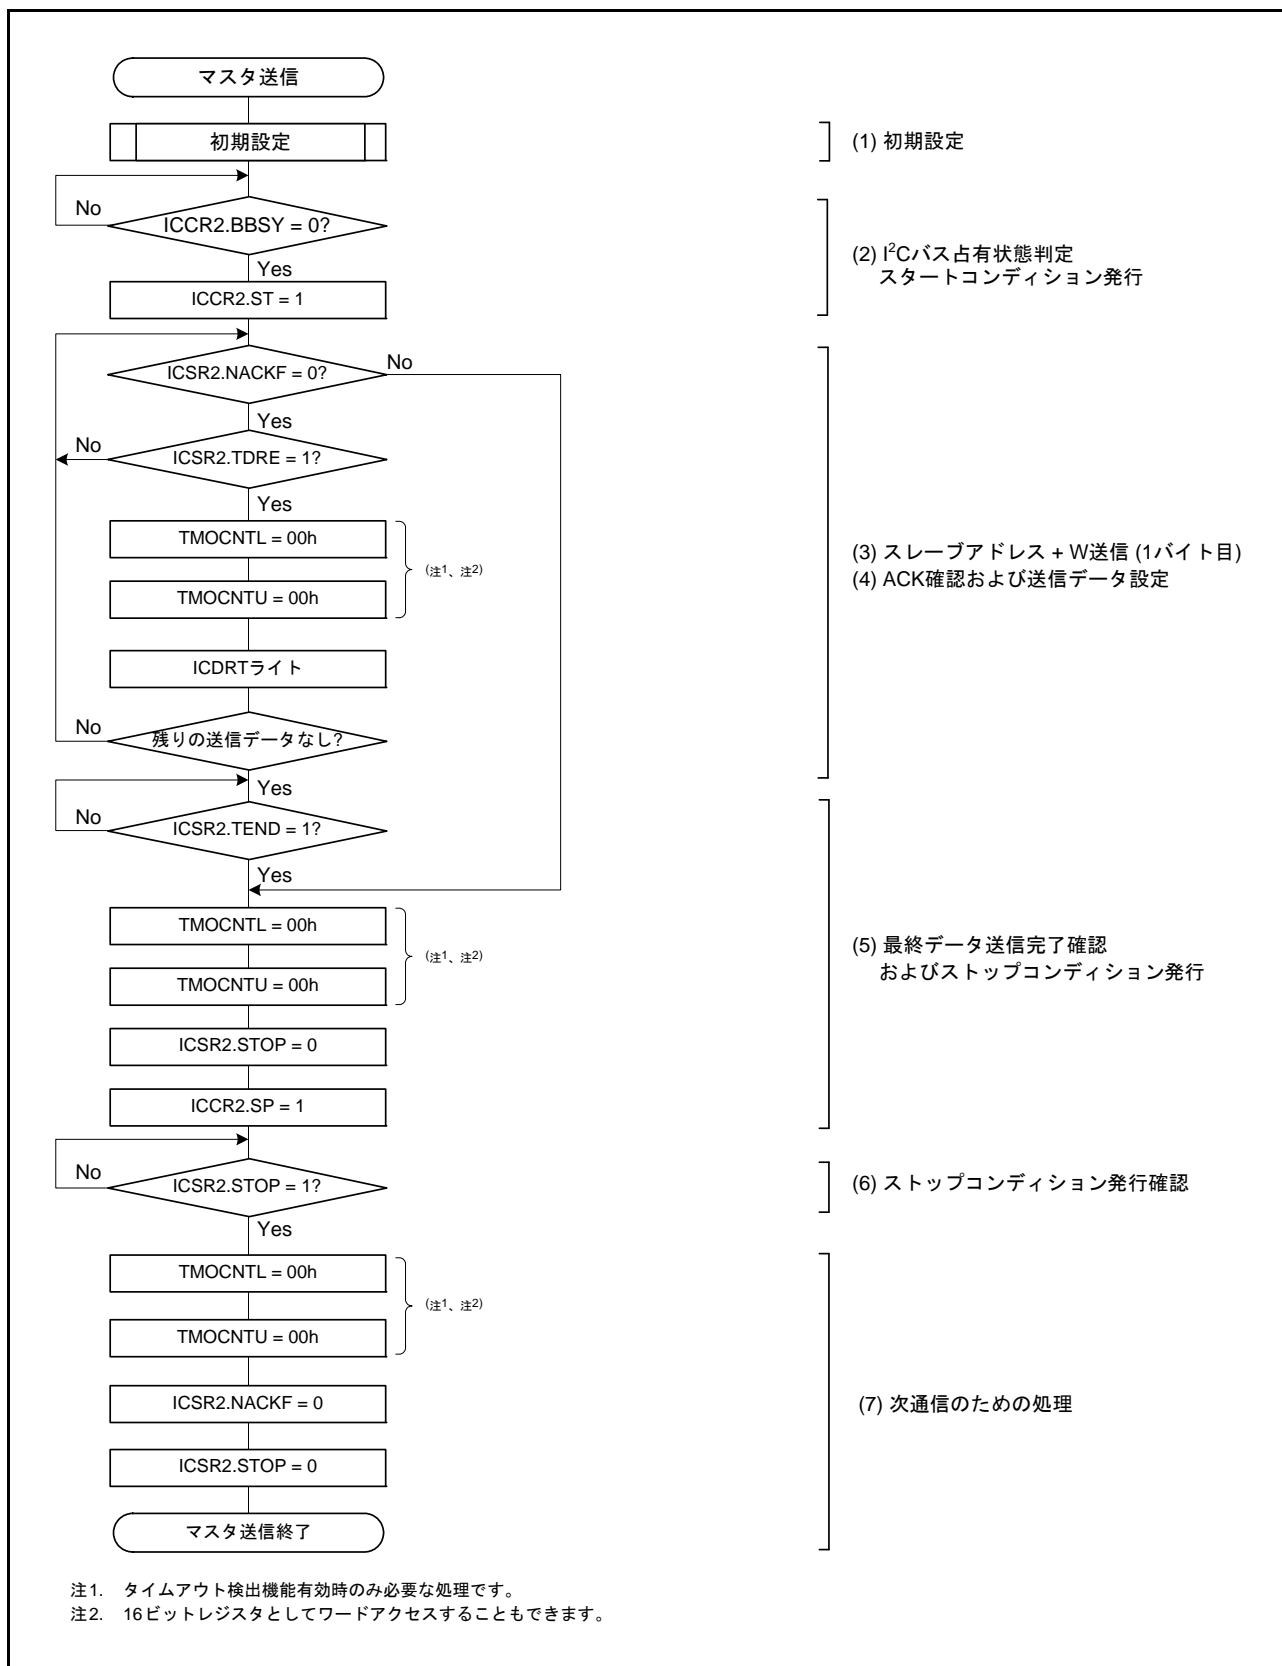 マスタ送信
初期設定
(1) 初期設定
No
ICCR2.BBSY = 0?
Yes
(2) I²Cバス占有状態判定
スタートコンディション発行
ICCR2.ST = 1
ICSR2.NACKF = 0?
No
Yes
No
ICSR2.TDRE = 1?
Yes
TMOCNTL = 00h
(注1、注2)
TMOCNTU = 00h
(3) スレーブアドレス + W送信 (1バイト目)
(4) ACK確認および送信データ設定
ICDRTライト
No
残りの送信データなし?
Yes
No
ICSR2.TEND = 1?
Yes
TMOCNTL = 00h
(注1、注2)
TMOCNTU = 00h
(5) 最終データ送信完了確認
およびストップコンディション発行
ICSR2.STOP = 0
ICCR2.SP = 1
No
ICSR2.STOP = 1?
Yes
(6) ストップコンディション発行確認
TMOCNTL = 00h
(注1、注2)
TMOCNTU = 00h
ICSR2.NACKF = 0
(7) 次通信のための処理
ICSR2.STOP = 0
マスタ送信終了
注1. タイムアウト検出機能有効時のみ必要な処理です。
注2. 16ビットレジスタとしてワードアクセスすることもできます。